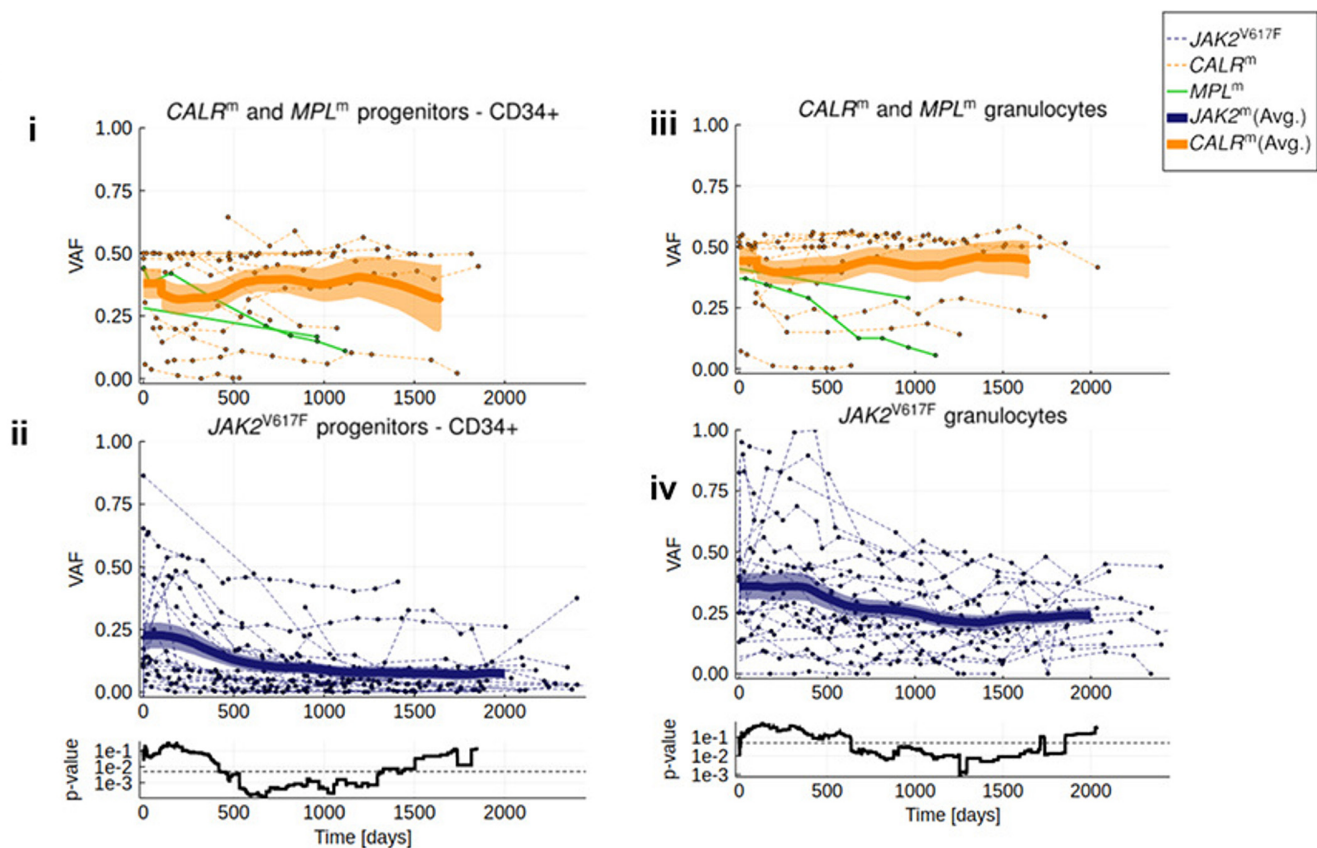 JAK2V617F
CALRm
MPLm
JAK2m(Avg.)
CALRm(Avg.)
i
CALRm and MPLm progenitors - CD34+
1.00
0.75
0.50
0.25
0.00
VAF
0 500 1000 1500 2000
iii
CALRm and MPLm granulocytes
1.00
0.75
0.50
0.25
0.00
VAF
0 500 1000 1500 2000
ii
JAK2V617F progenitors - CD34+
1.00
0.75
0.50
0.25
0.00
VAF
0 500 1000 1500 2000
p-value
1e-1
1e-2
1e-3
0 500 1000 1500 2000
Time [days]
iv
JAK2V617F granulocytes
1.00
0.75
0.50
0.25
0.00
VAF
0 500 1000 1500 2000
p-value
1e-1
1e-2
1e-3
0 500 1000 1500 2000
Time [days]